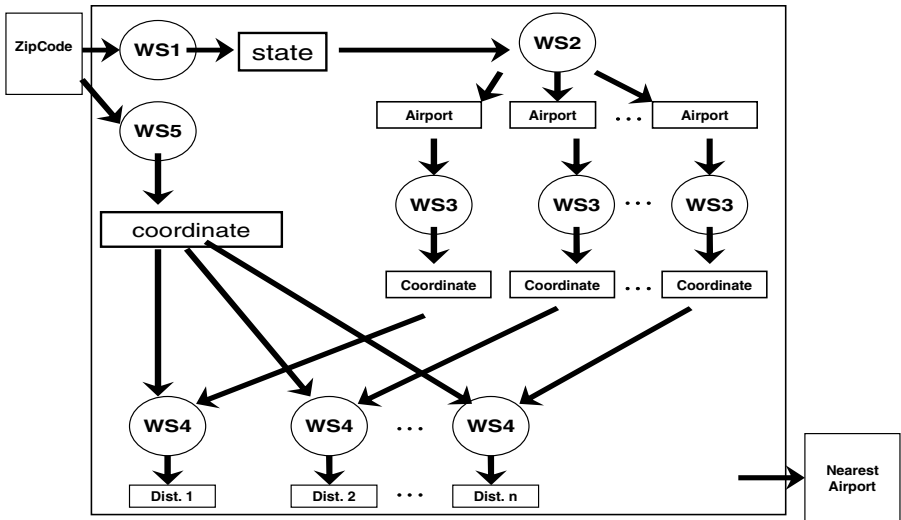 ZipCode
WS1
state
WS2
Airport
Airport
...
Airport
WS5
WS3
WS3
...
WS3
coordinate
Coordinate
Coordinate
...
Coordinate
WS4
WS4
...
WS4
Dist. 1
Dist. 2
...
Dist. n
Nearest
Airport